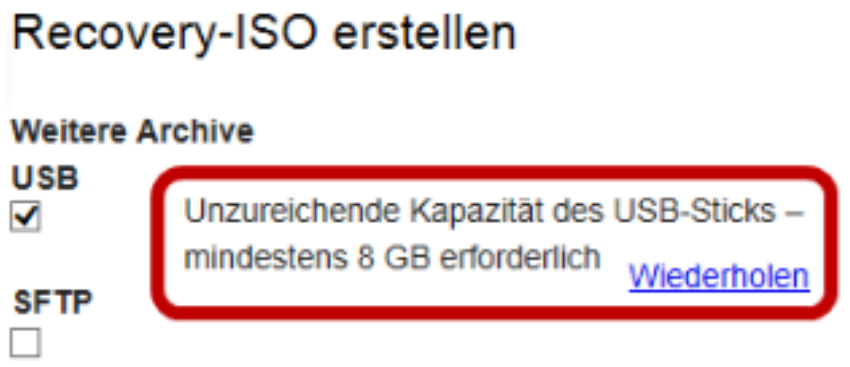 Recovery-ISO erstellen
Weitere Archive
USB
Unzureichende Kapazität des USB-Sticks –
mindestens 8 GB erforderlich
Wiederholen
SFTP